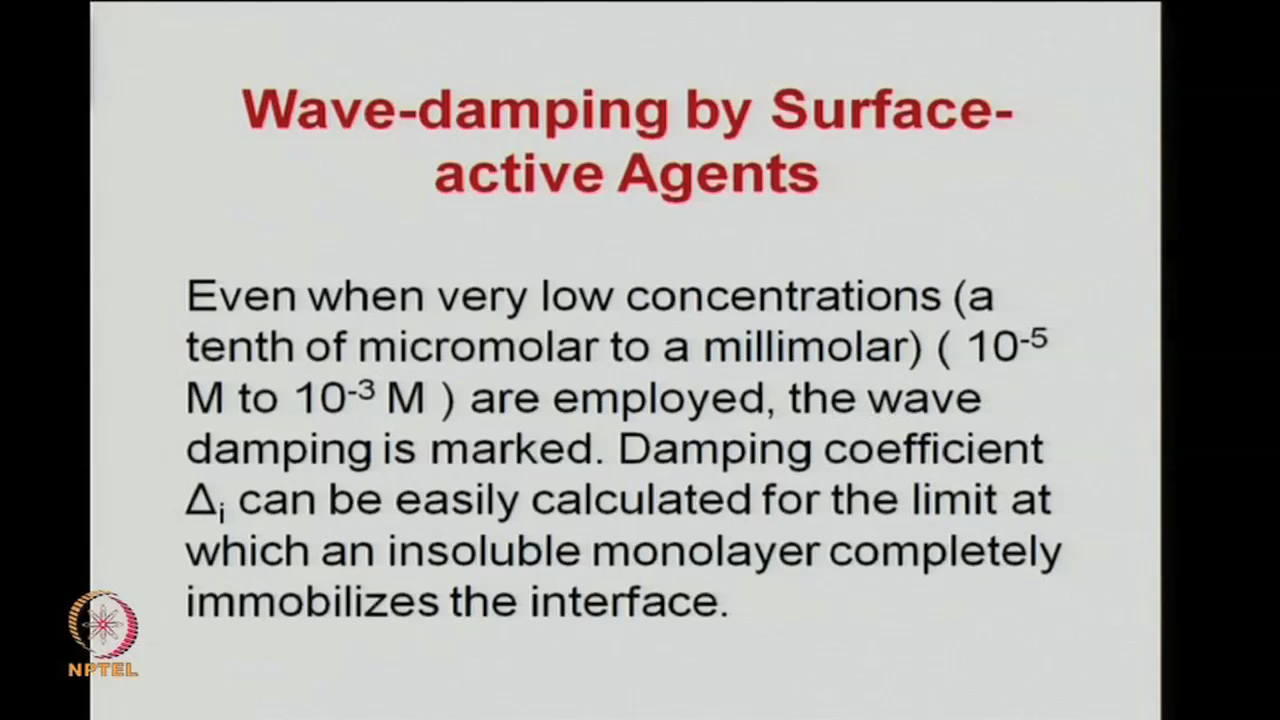 Wave-damping by Surface-
active Agents
Even when very low concentrations (a
tenth of micromolar to a millimolar) ( 10⁻⁵
M to 10⁻³ M ) are employed, the wave
damping is marked. Damping coefficient
Δᵢ can be easily calculated for the limit at
which an insoluble monolayer completely
immobilizes the interface.
NPTEL